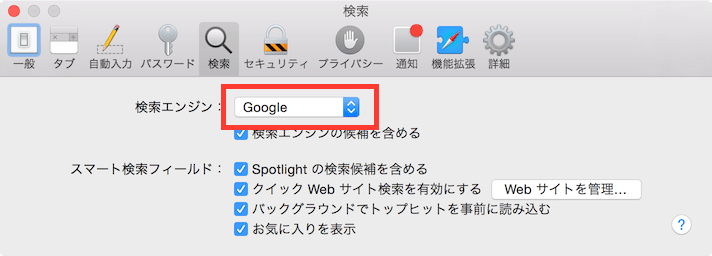 検索
一般 タブ 自動入力 パスワード 検索 セキュリティ プライバシー 通知 機能拡張 詳細
検索エンジン： Google
検索エンジンの候補を含める
スマート検索フィールド： Spotlight の検索候補を含める
クイック Web サイト検索を有効にする Web サイトを管理...
バックグラウンドでトップヒットを事前に読み込む
お気に入りを表示
?